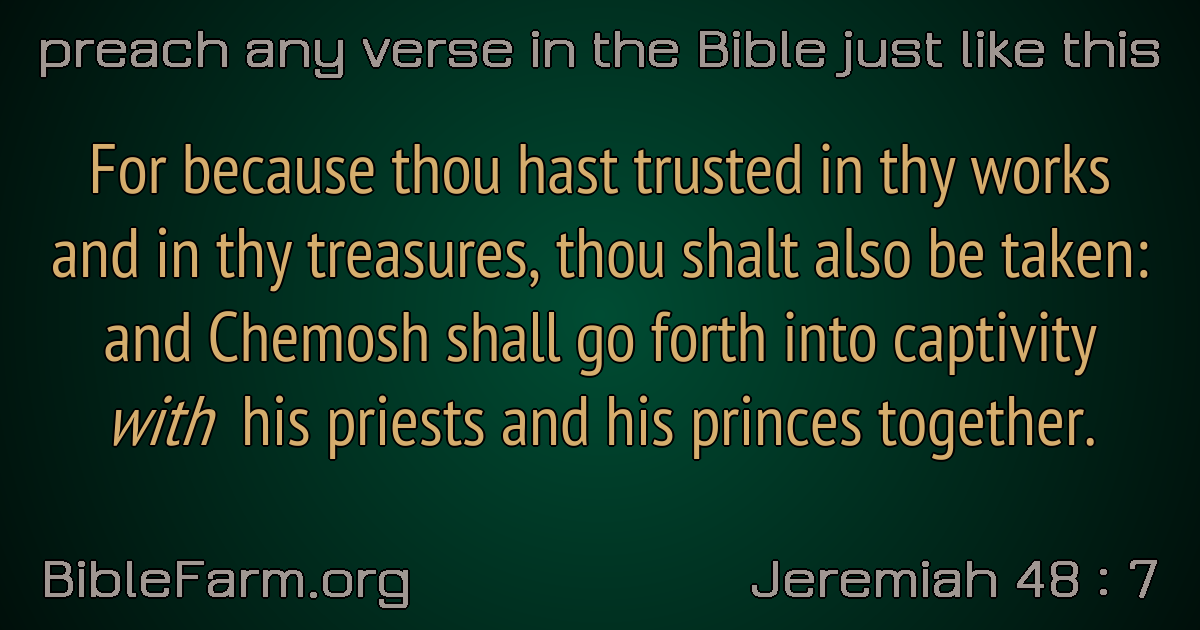 preach any verse in the Bible just like this
For because thou hast trusted in thy works
and in thy treasures, thou shalt also be taken:
and Chemosh shall go forth into captivity
with his priests and his princes together.
BibleFarm.org
Jeremiah 48 : 7